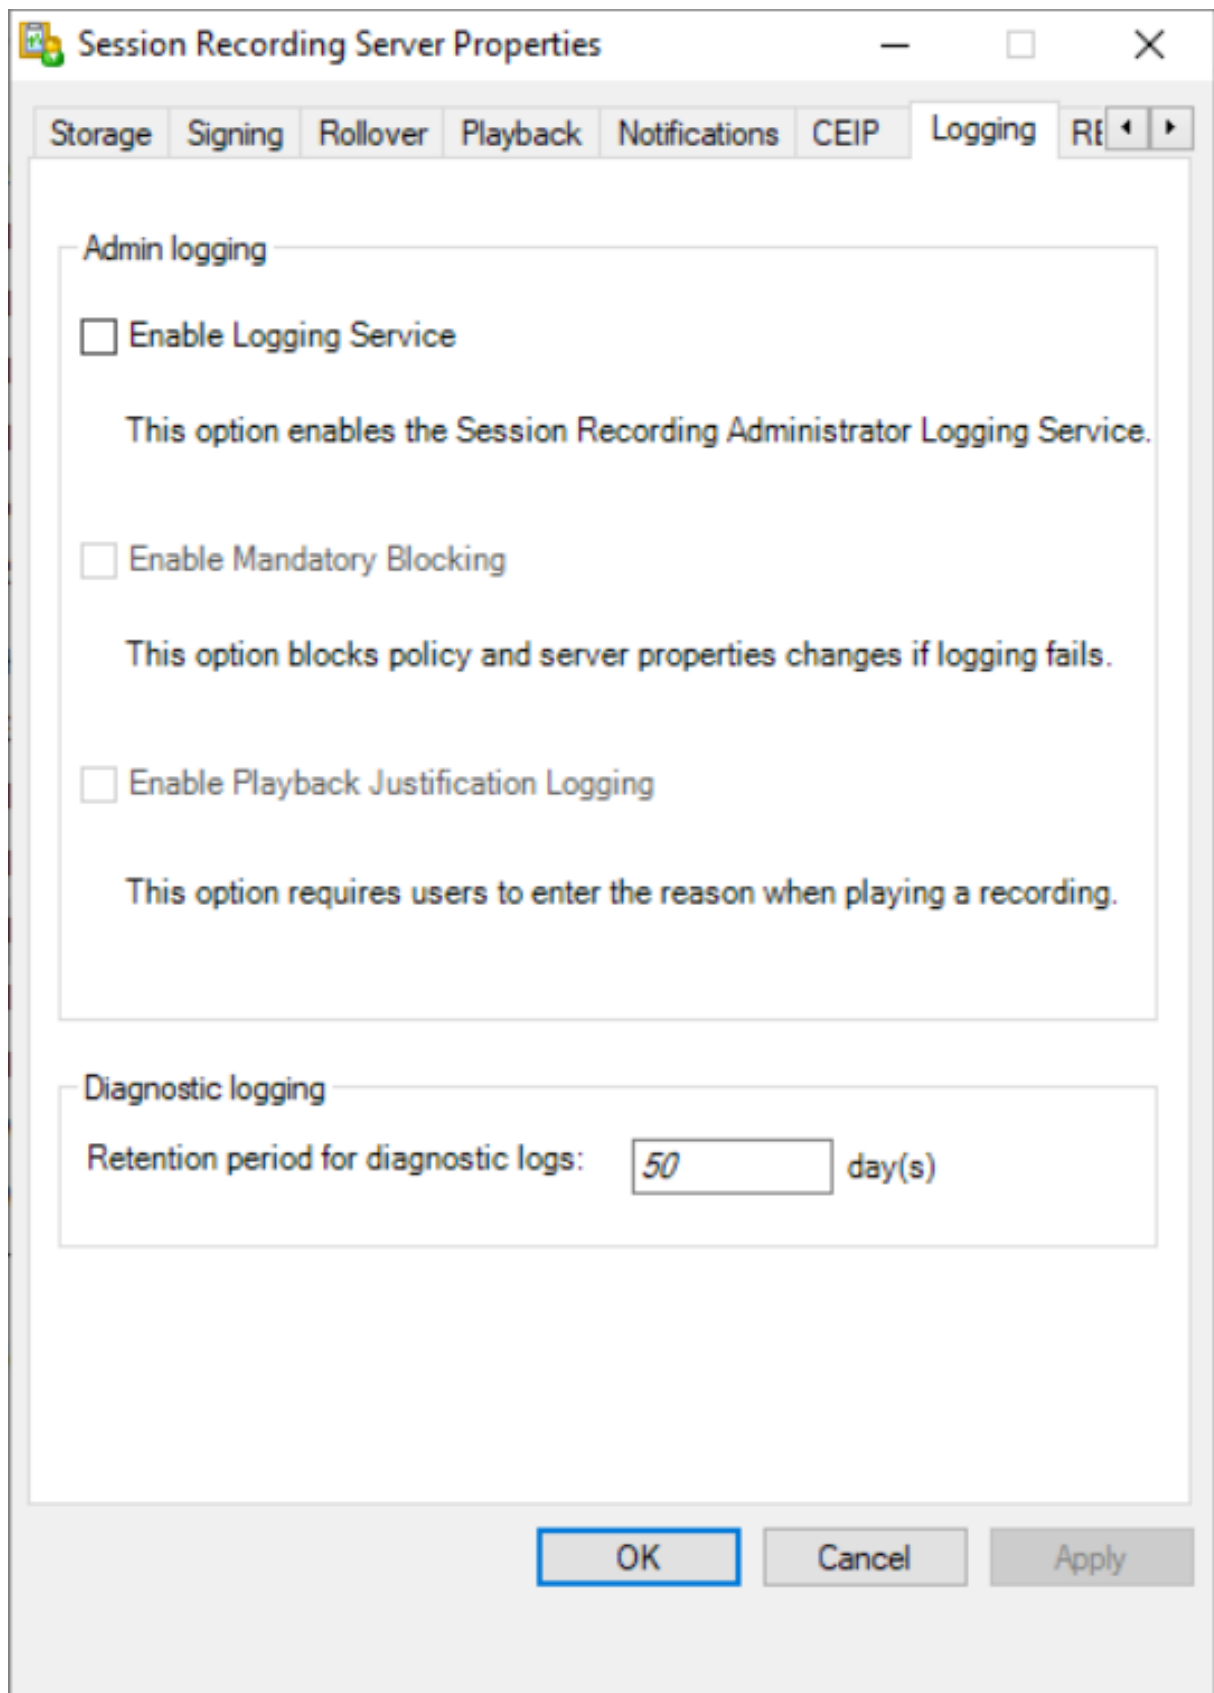 Session Recording Server Properties
Storage Signing Rollover Playback Notifications CEIP Logging
Admin logging
Enable Logging Service
This option enables the Session Recording Administrator Logging Service.
Enable Mandatory Blocking
This option blocks policy and server properties changes if logging fails.
Enable Playback Justification Logging
This option requires users to enter the reason when playing a recording.
Diagnostic logging
Retention period for diagnostic logs: 50 day(s)
OK Cancel Apply